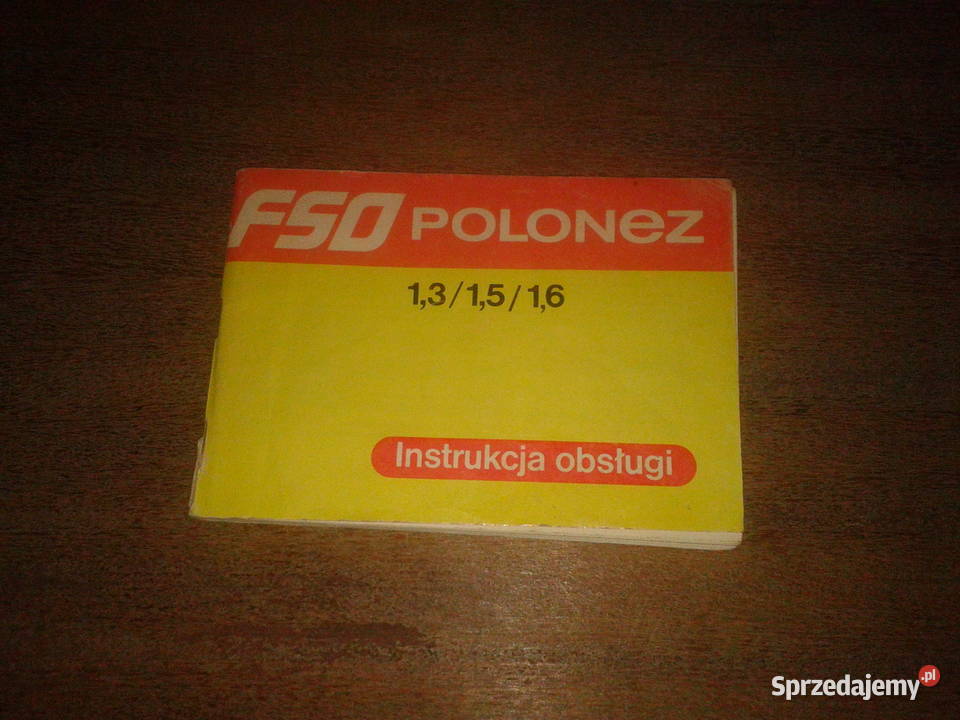 FSO POLONeZ
1,3/1,5/1,6
Instrukcja obsługi
Sprzedajemy.pl